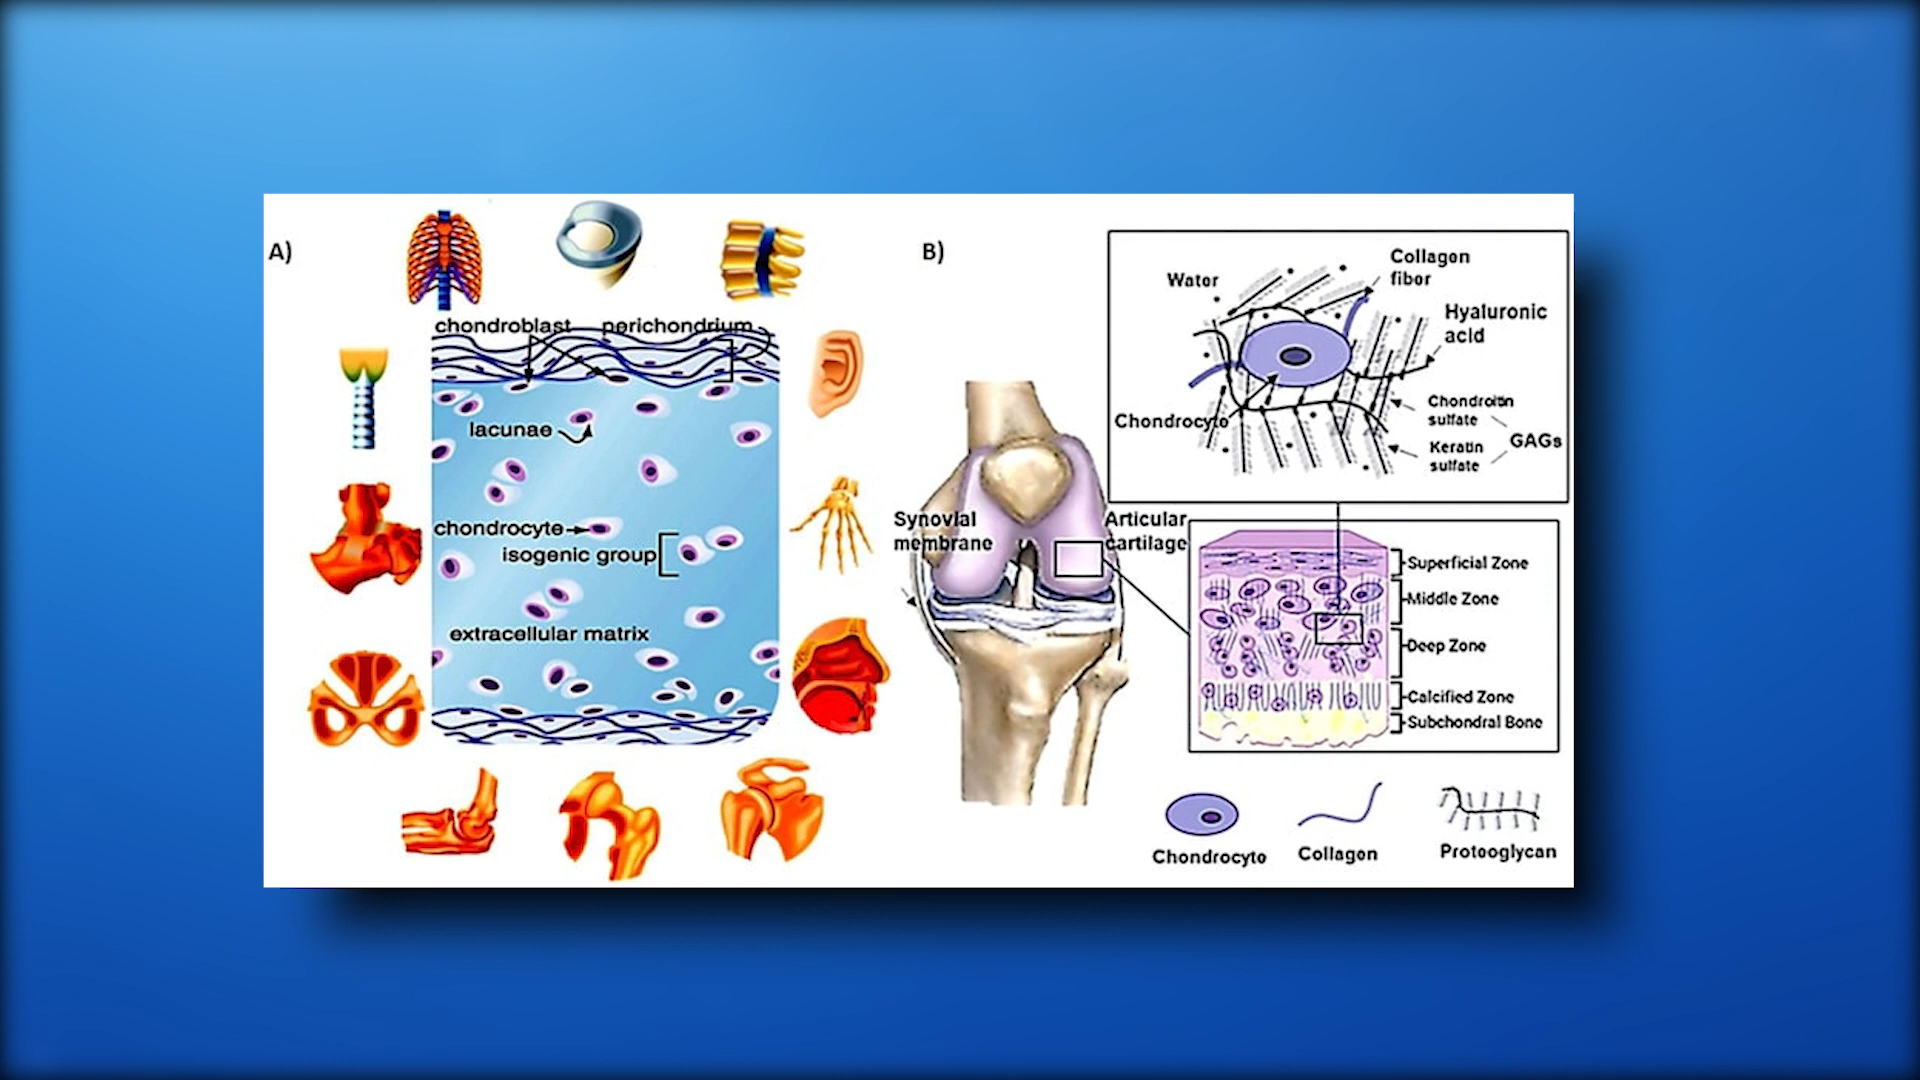 A)
chondroblast perichondrium
lacunae
chondrocyte
isogenic group
extracellular matrix
B)
Water
Collagen
fiber
Hyaluronic
acid
Chondrocyte
Chondroitin
sulfate
Keratin
sulfate
GAGs
Synovial
membrane
Articular
cartilage
Superficial Zone
Middle Zone
Deep Zone
Calcified Zone
Subchondral Bone
Chondrocyte
Collagen
Proteoglycan